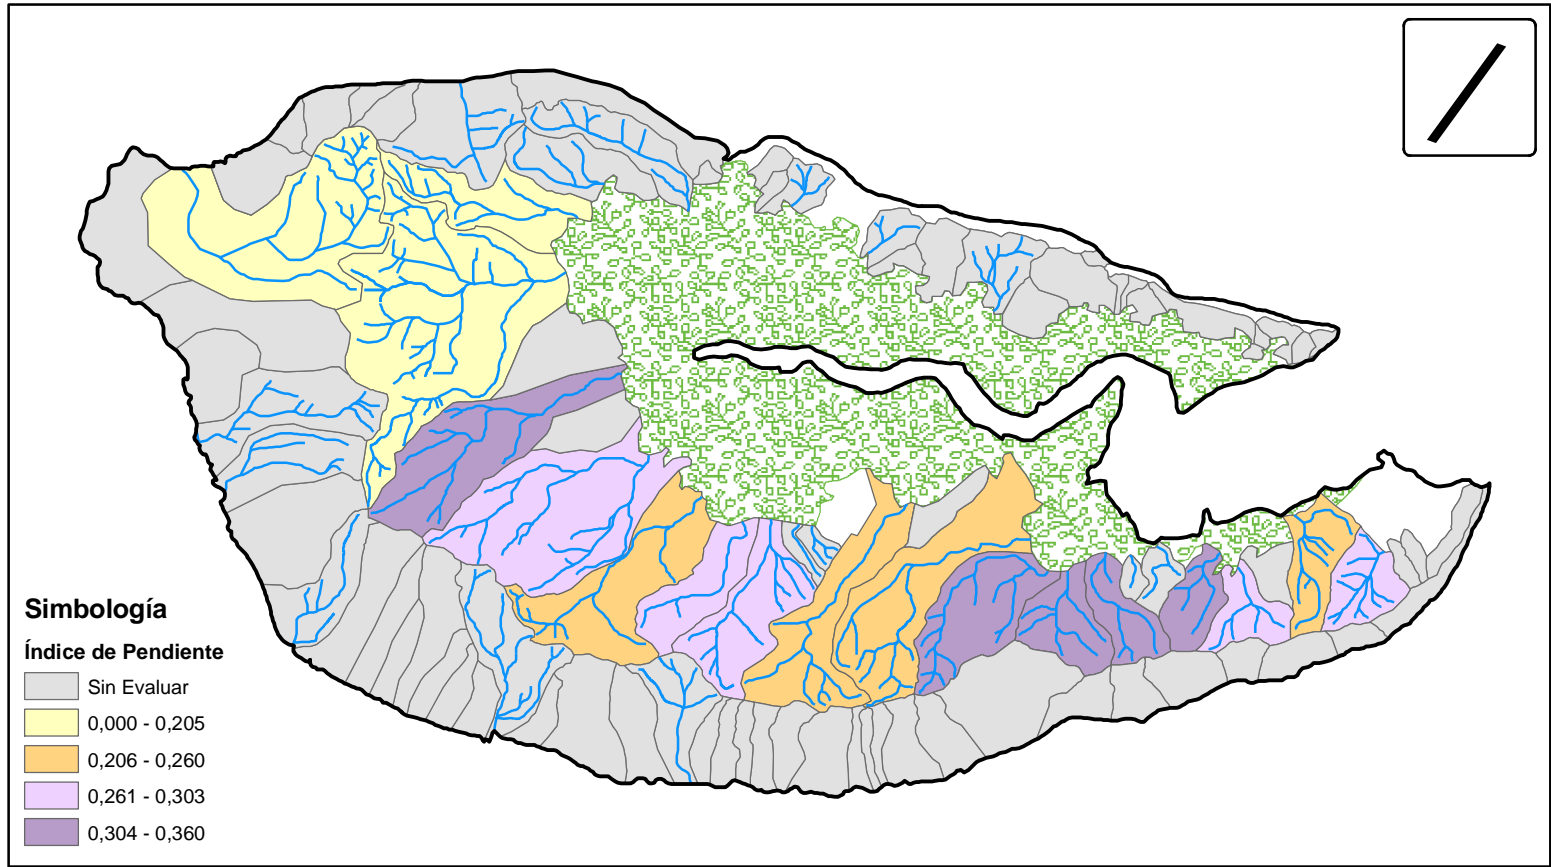 Simbología
Índice de Pendiente
Sin Evaluar
0,000 - 0,205
0,206 - 0,260
0,261 - 0,303
0,304 - 0,360